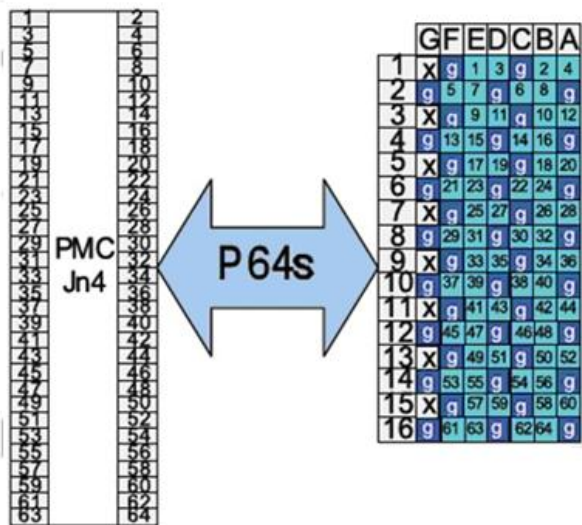 1 2
3 4
5 6
7 8
9 10
11 12
13 14
15 16
17 18
19 20
21 22
23 24
25 26
27 28
29 30
31 32
33 34
35 36
37 38
39 40
41 42
43 44
45 46
47 48
49 50
51 52
53 54
55 56
57 58
59 60
61 62
63 64
PMC
Jn4
P64s
G F E D C B A
1 x g 1 3 g 2 4
2 g 5 7 g 6 8 g
3 x g 9 11 g 10 12
4 g 13 15 g 14 16 g
5 x g 17 19 g 18 20
6 g 21 23 g 22 24 g
7 x g 25 27 g 26 28
8 g 29 31 g 30 32 g
9 x g 33 35 g 34 36
10 g 37 39 g 38 40 g
11 x g 41 43 g 42 44
12 g 45 47 g 46 48 g
13 x g 49 51 g 50 52
14 g 53 55 g 54 56 g
15 x g 57 59 g 58 60
16 g 61 63 g 62 64 g